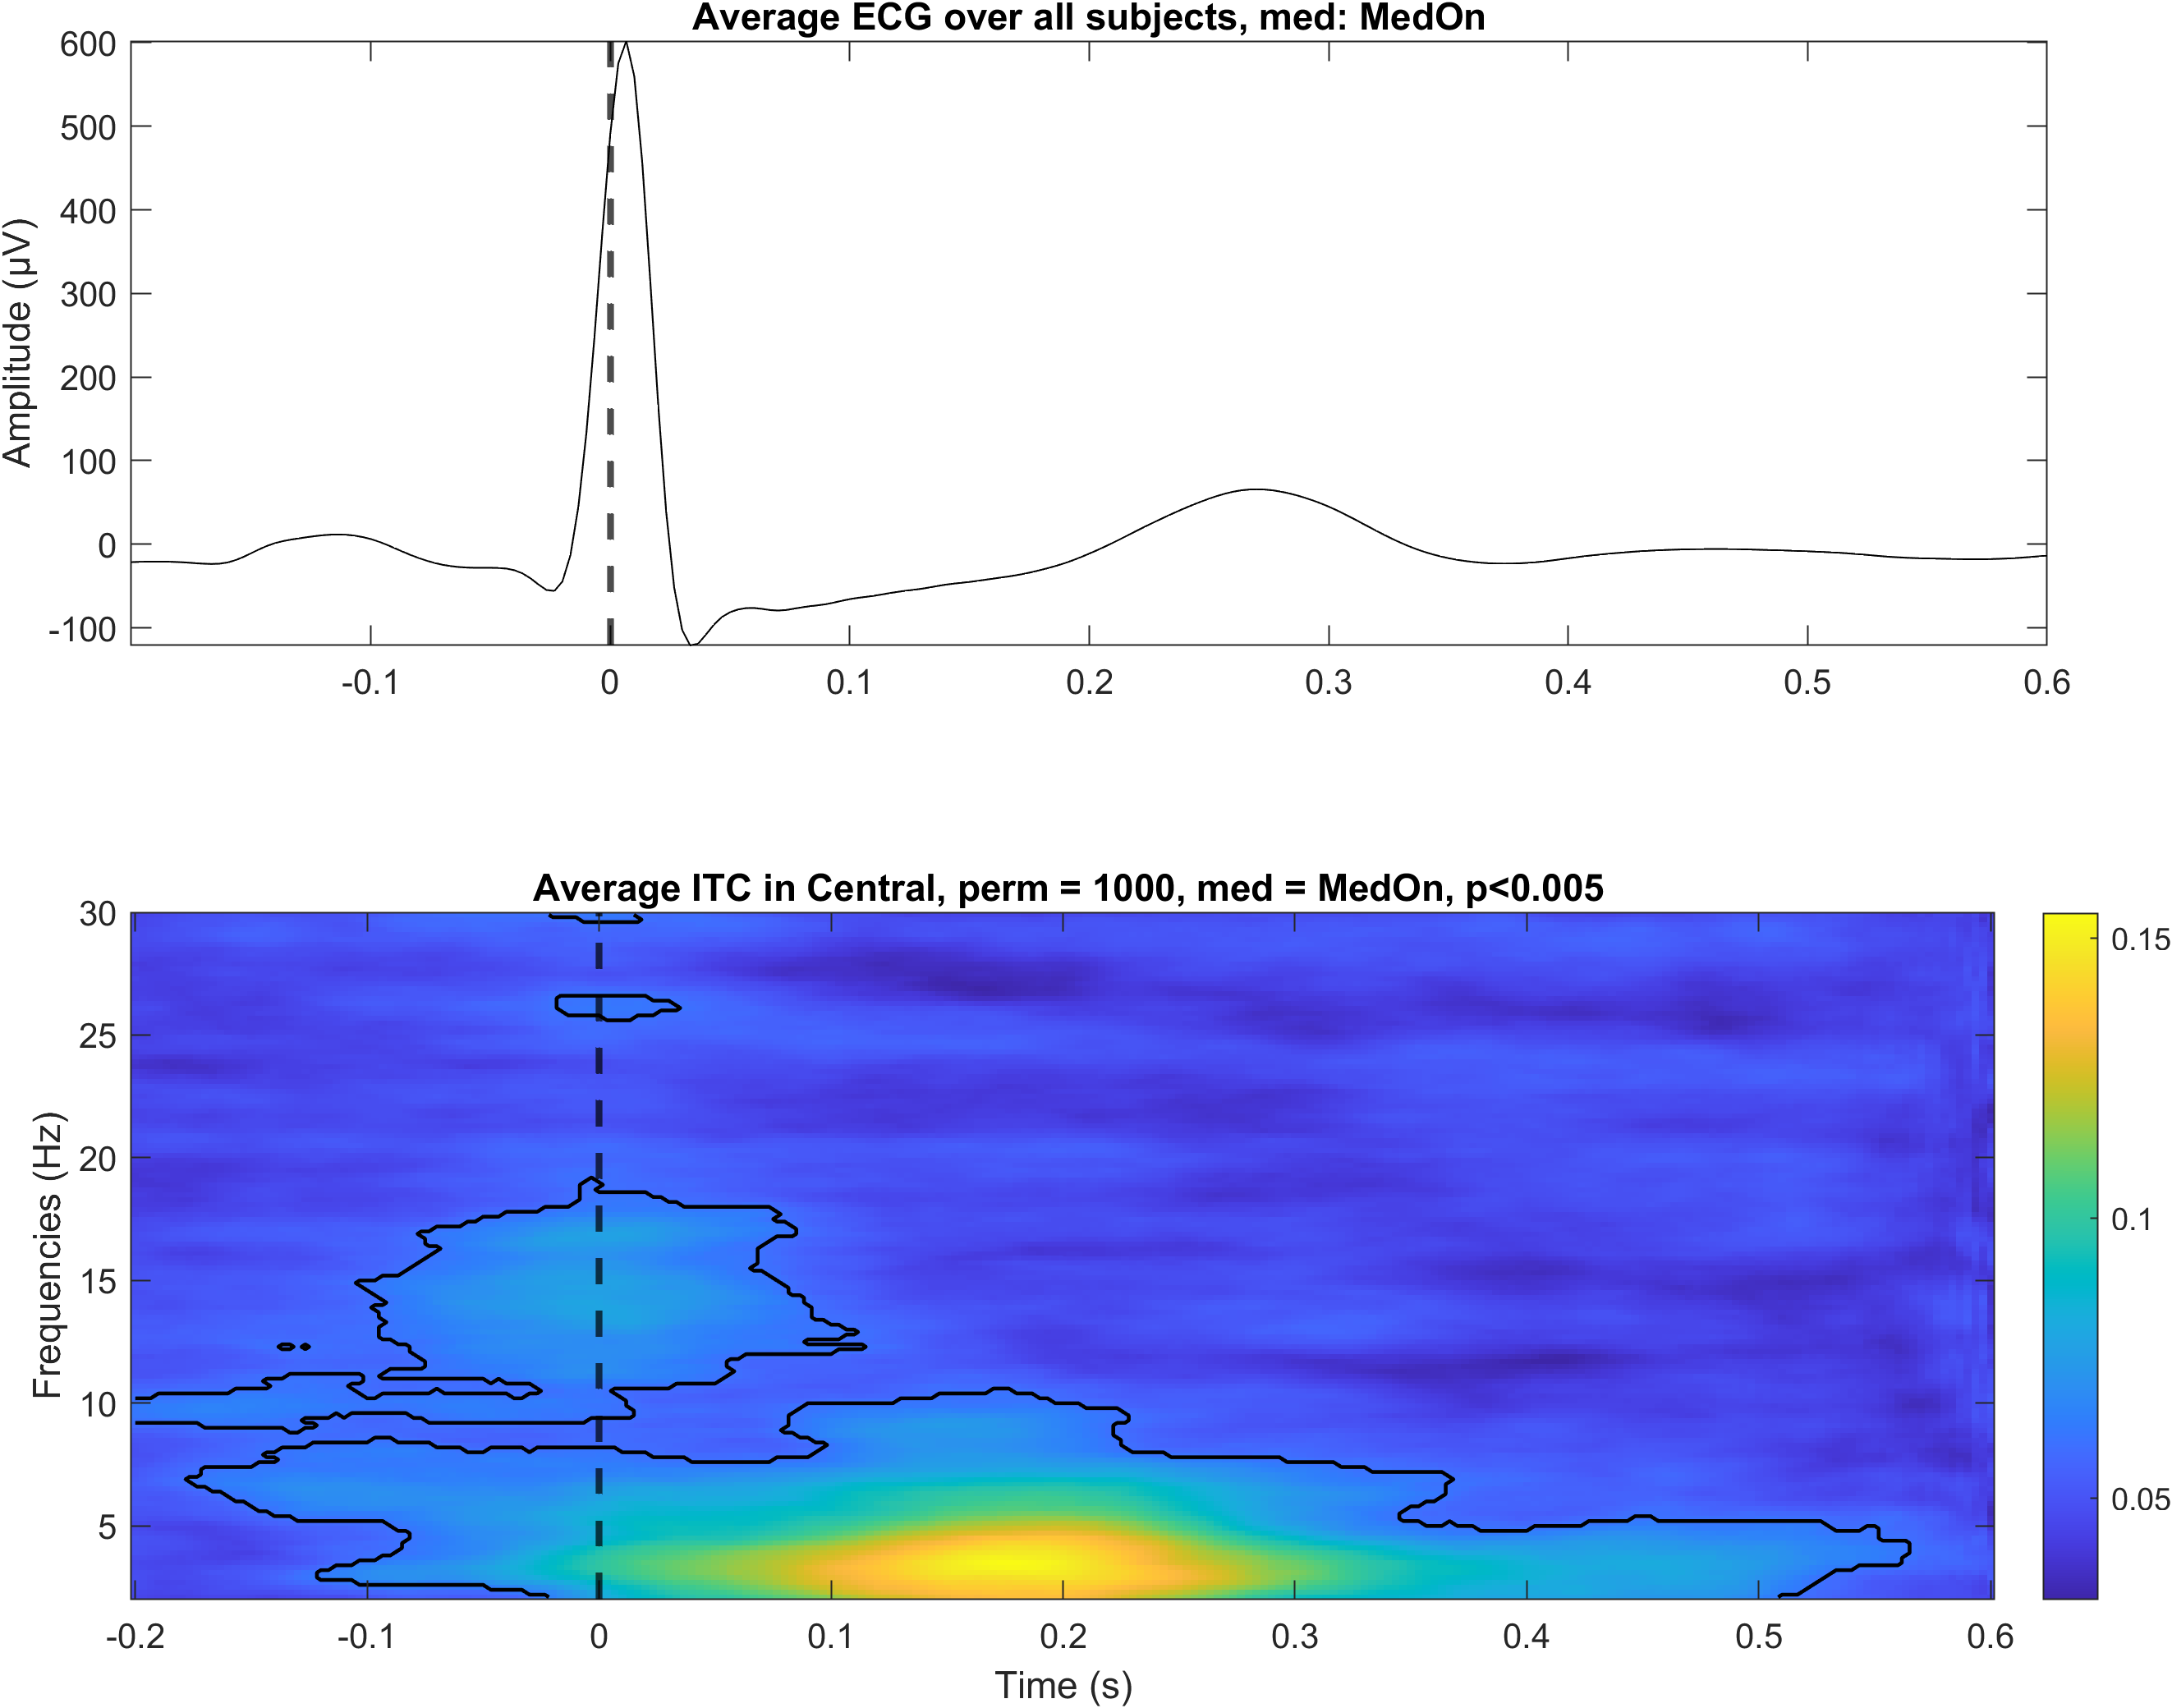 Average ECG over all subjects, med: MedOn
600
500
400
300
200
100
0
-100
Amplitude (µV)
-0.1 0 0.1 0.2 0.3 0.4 0.5 0.6
Average ITC in Central, perm = 1000, med = MedOn, p<0.005
30
25
20
15
10
5
Frequencies (Hz)
0.15
0.1
0.05
-0.2 -0.1 0 0.1 0.2 0.3 0.4 0.5 0.6
Time (s)